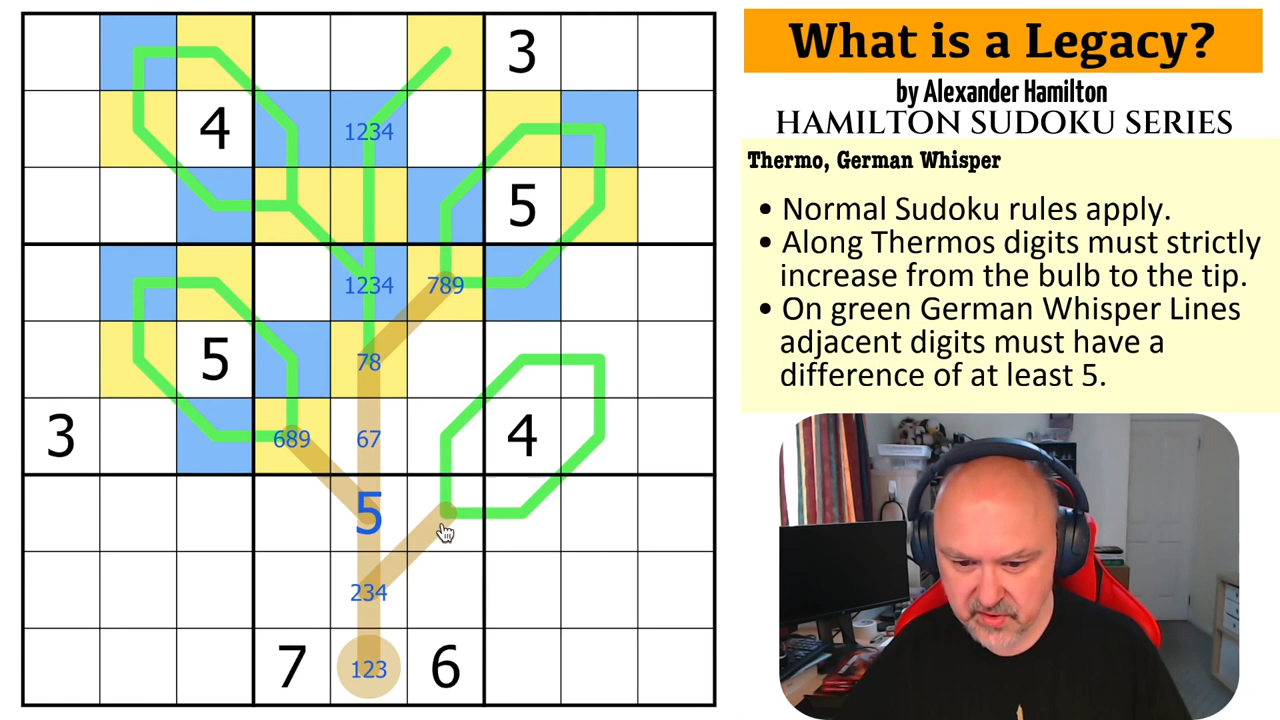 What is a Legacy?
by Alexander Hamilton
HAMILTON SUDOKU SERIES
Thermo, German Whisper
• Normal Sudoku rules apply.
• Along Thermos digits must strictly
increase from the bulb to the tip.
• On green German Whisper Lines
adjacent digits must have a
difference of at least 5.
3
4 1234
5
1234 789
5 78
3 689 67 4
5
234
7 123 6